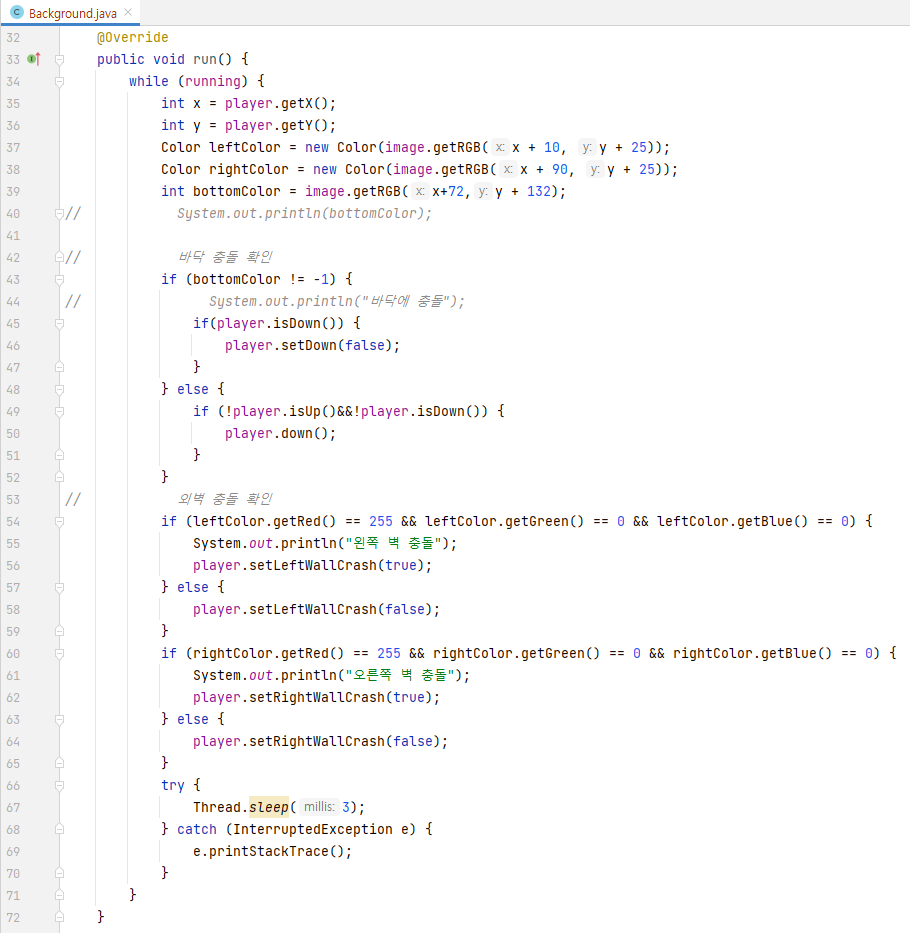 Background.java
32 @Override
33 public void run() {
34 while (running) {
35 int x = player.getX();
36 int y = player.getY();
37 Color leftColor = new Color(image.getRGB( x: x + 10, y: y + 25));
38 Color rightColor = new Color(image.getRGB( x: x + 90, y: y + 25));
39 int bottomColor = image.getRGB( x: x+72, y: y + 132);
40 // System.out.println(bottomColor);
41
42 // 바닥 충돌 확인
43 if (bottomColor != -1) {
44 // System.out.println("바닥에 충돌");
45 if(player.isDown()) {
46 player.setDown(false);
47 }
48 } else {
49 if (!player.isUp()&&!player.isDown()) {
50 player.down();
51 }
52 }
53 // 외벽 충돌 확인
54 if (leftColor.getRed() == 255 && leftColor.getGreen() == 0 && leftColor.getBlue() == 0) {
55 System.out.println("왼쪽 벽 충돌");
56 player.setLeftWallCrash(true);
57 } else {
58 player.setLeftWallCrash(false);
59 }
60 if (rightColor.getRed() == 255 && rightColor.getGreen() == 0 && rightColor.getBlue() == 0) {
61 System.out.println("오른쪽 벽 충돌");
62 player.setRightWallCrash(true);
63 } else {
64 player.setRightWallCrash(false);
65 }
66 try {
67 Thread.sleep( millis: 3);
68 } catch (InterruptedException e) {
69 e.printStackTrace();
70 }
71 }
72 }